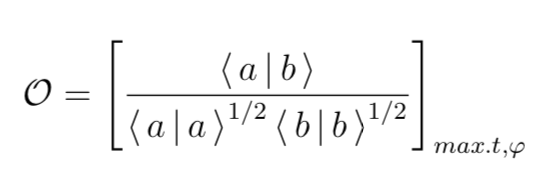 𝒪 = [ ⟨ a | b ⟩ / ⟨ a | a ⟩^{1/2} ⟨ b | b ⟩^{1/2} ]_{max.t,φ}